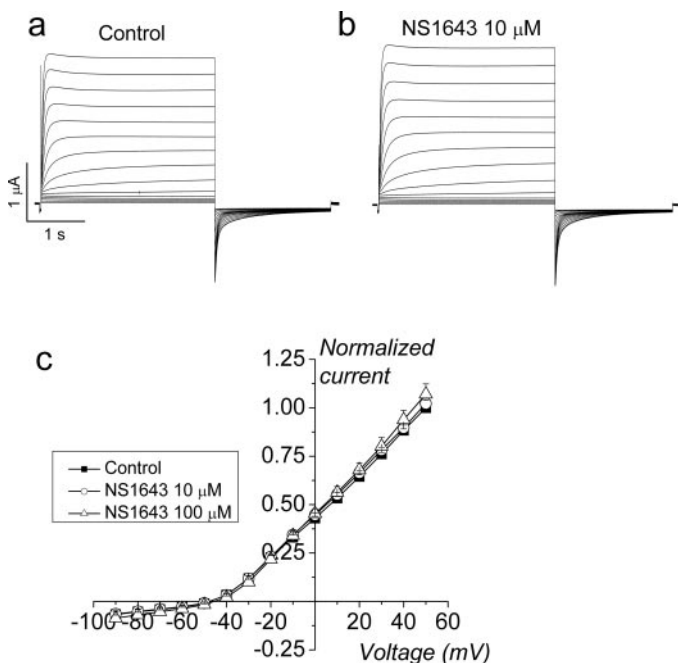 a
Control
b
NS1643 10 μM
1 μA
1 s
c
Normalized
current
1.25
1.00
0.75
0.50
0.25
-0.25
Control
NS1643 10 μM
NS1643 100 μM
-100 -80 -60 -40 -20 20 40 60
Voltage (mV)